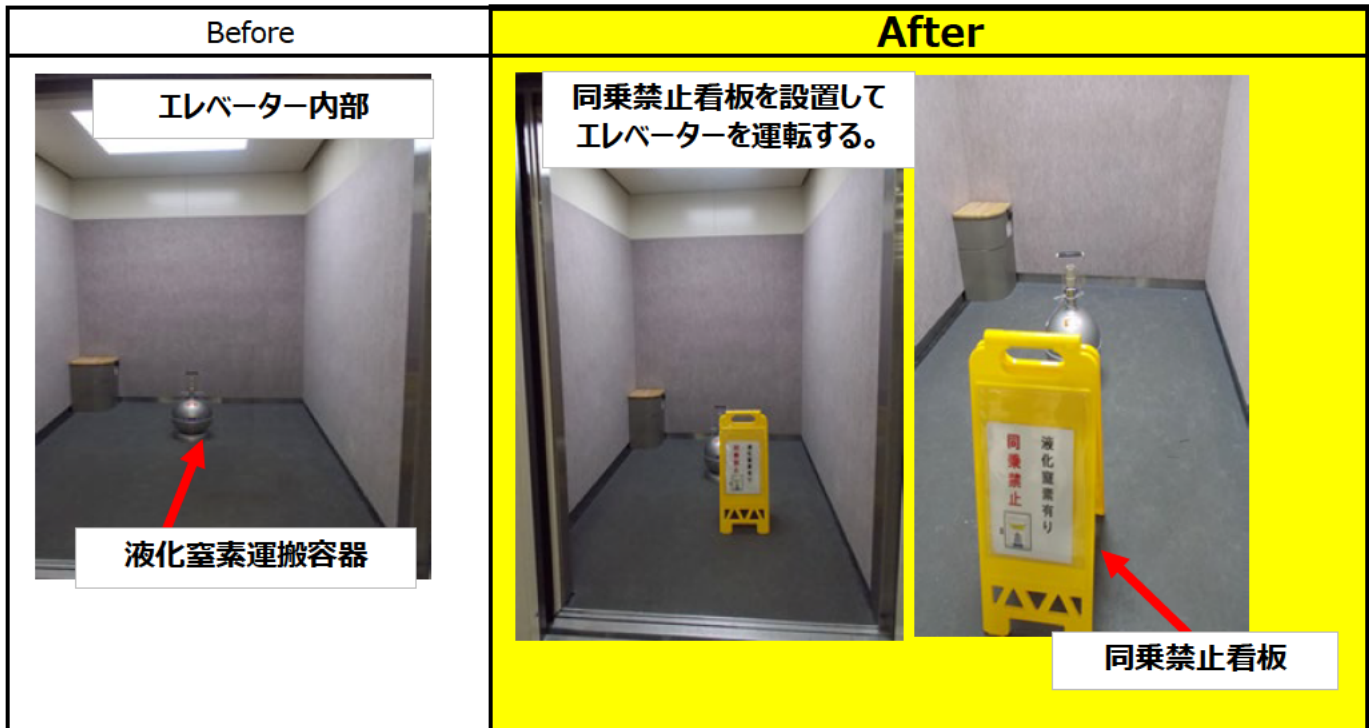 Before
After
エレベーター内部
液化窒素運搬容器
同乗禁止看板を設置して
エレベーターを運転する。
液化窒素有り
同乗禁止
同乗禁止看板